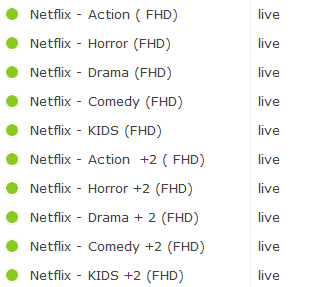 Netflix - Action ( FHD) live
Netflix - Horror (FHD) live
Netflix - Drama (FHD) live
Netflix - Comedy (FHD) live
Netflix - KIDS (FHD) live
Netflix - Action  +2 ( FHD) live
Netflix - Horror +2 (FHD) live
Netflix - Drama + 2 (FHD) live
Netflix - Comedy +2 (FHD) live
Netflix - KIDS +2 (FHD) live